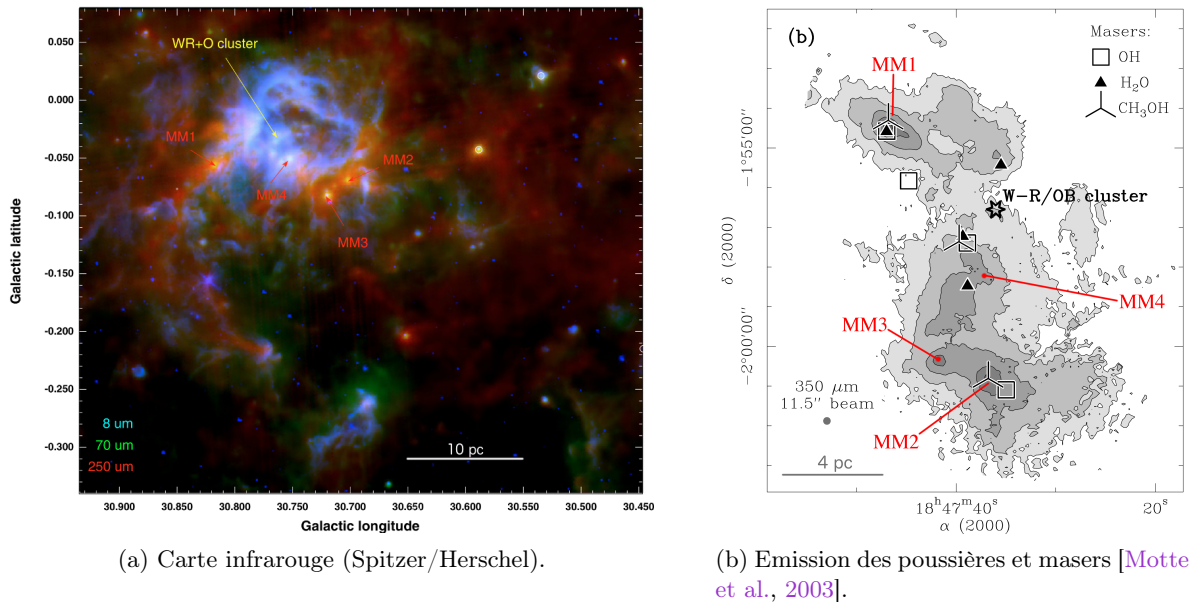 0.050
0.000
-0.050
-0.100
-0.150
-0.200
-0.250
-0.300
Galactic latitude
WR+O cluster
MM1
MM2
MM4
MM3
8 um
70 um
250 um
10 pc
30.900
30.850
30.800
30.750
30.700
30.650
30.600
30.550
30.500
30.450
Galactic longitude
(a) Carte infrarouge (Spitzer/Herschel).
(b)
Masers:
OH
H₂O
CH₃OH
MM1
W-R/OB cluster
MM4
MM3
MM2
350 μm
11.5" beam
4 pc
-1°55'00"
-2°00'00"
δ (2000)
18ʰ47ᵐ40ˢ
20ˢ
α (2000)
(b) Emission des poussières et masers [Motte
et al., 2003].